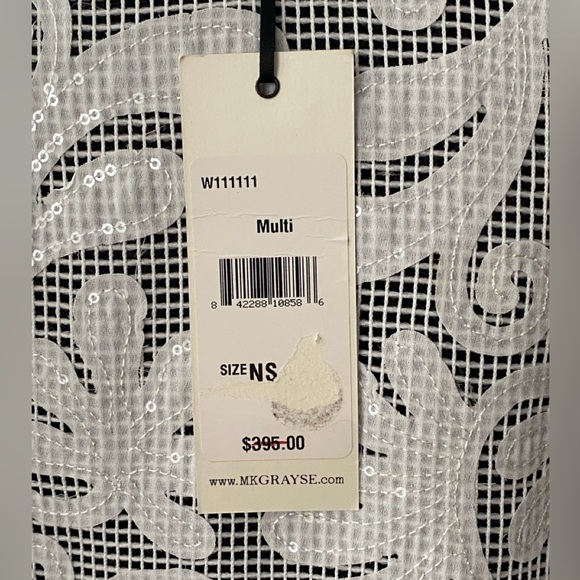 W111111
Multi
8 42288 10858 6
SIZE NS
$395.00
www.MKGRAYSE.com